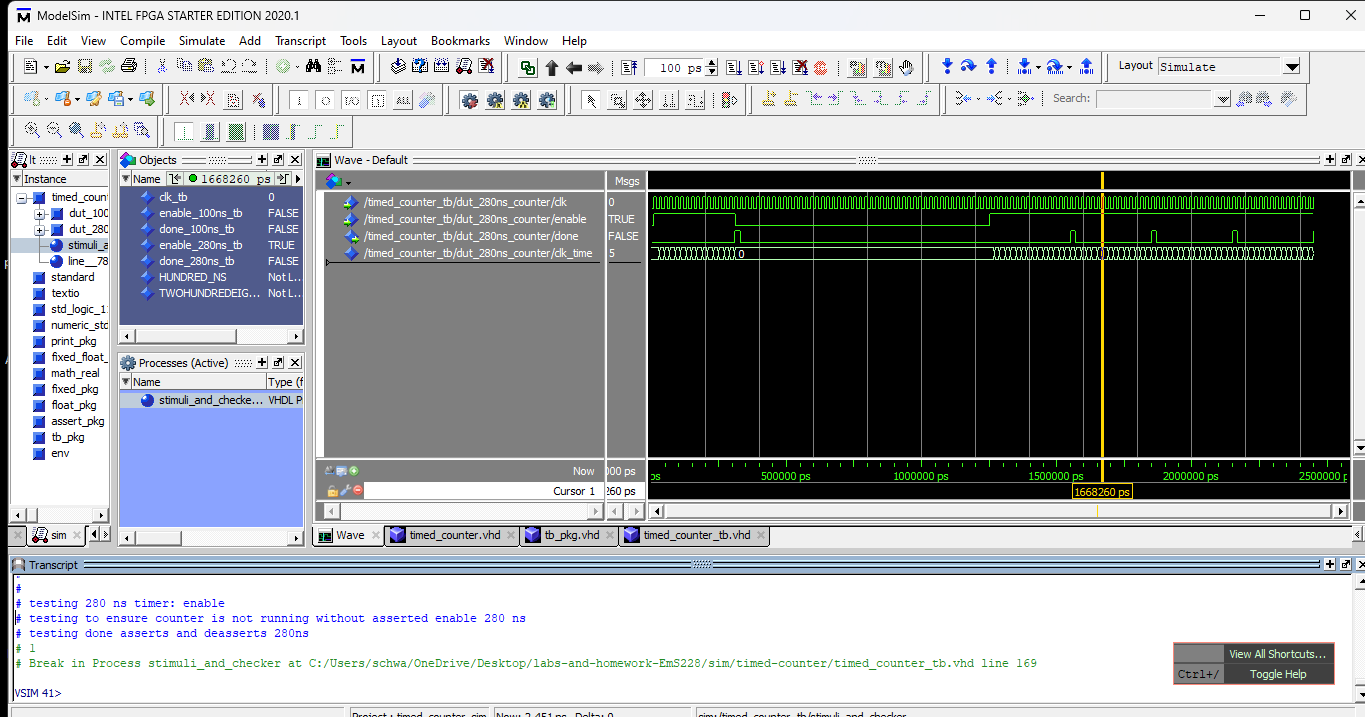 ModelSim - INTEL FPGA STARTER EDITION 2020.1
File Edit View Compile Simulate Add Transcript Tools Layout Bookmarks Window Help
100 ps
Layout Simulate
Search:
Objects
Wave - Default
Instance
Name 1668260 ps
Msgs
timed_count
dut_100
dut_280
stimuli_a
line__78
standard
textio
std_logic_1
numeric_std
print_pkg
fixed_float_
math_real
fixed_pkg
float_pkg
assert_pkg
tb_pkg
env
clk_tb 0
enable_100ns_tb FALSE
done_100ns_tb FALSE
enable_280ns_tb TRUE
done_280ns_tb FALSE
HUNDRED_NS Not L...
TWOHUNDREDEIG... Not L...
Processes (Active)
Name Type (f
stimuli_and_checke... VHDL P
/timed_counter_tb/dut_280ns_counter/clk 0
/timed_counter_tb/dut_280ns_counter/enable TRUE
/timed_counter_tb/dut_280ns_counter/done FALSE
/timed_counter_tb/dut_280ns_counter/clk_time 5
0
Now 000 ps
Cursor 1 260 ps
ps 500000 ps 1000000 ps 1500000 ps 2000000 ps 2500000 ps
1668260 ps
sim
Wave timed_counter.vhd tb_pkg.vhd timed_counter_tb.vhd
Transcript
#
# testing 280 ns timer: enable
# testing to ensure counter is not running without asserted enable 280 ns
# testing done asserts and deasserts 280ns
# 1
# Break in Process stimuli_and_checker at C:/Users/schwa/OneDrive/Desktop/labs-and-homework-EmS228/sim/timed-counter/timed_counter_tb.vhd line 169
VSIM 41>
View All Shortcuts...
Ctrl+/ Toggle Help
Project : timed_counter_sim Now: 2,451 ns Delta: 0 sim:/timed_counter_tb/stimuli_and_checker